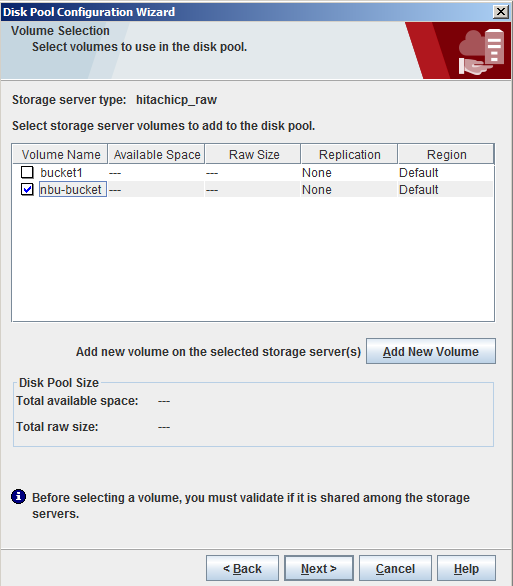 Disk Pool Configuration Wizard
Volume Selection
Select volumes to use in the disk pool.
Storage server type: hitachicp_raw
Select storage server volumes to add to the disk pool.
Volume Name Available Space Raw Size Replication Region
bucket1 --- --- None Default
nbu-bucket --- --- None Default
Add new volume on the selected storage server(s) Add New Volume
Disk Pool Size
Total available space: ---
Total raw size: ---
Before selecting a volume, you must validate if it is shared among the storage
servers.
< Back Next > Cancel Help